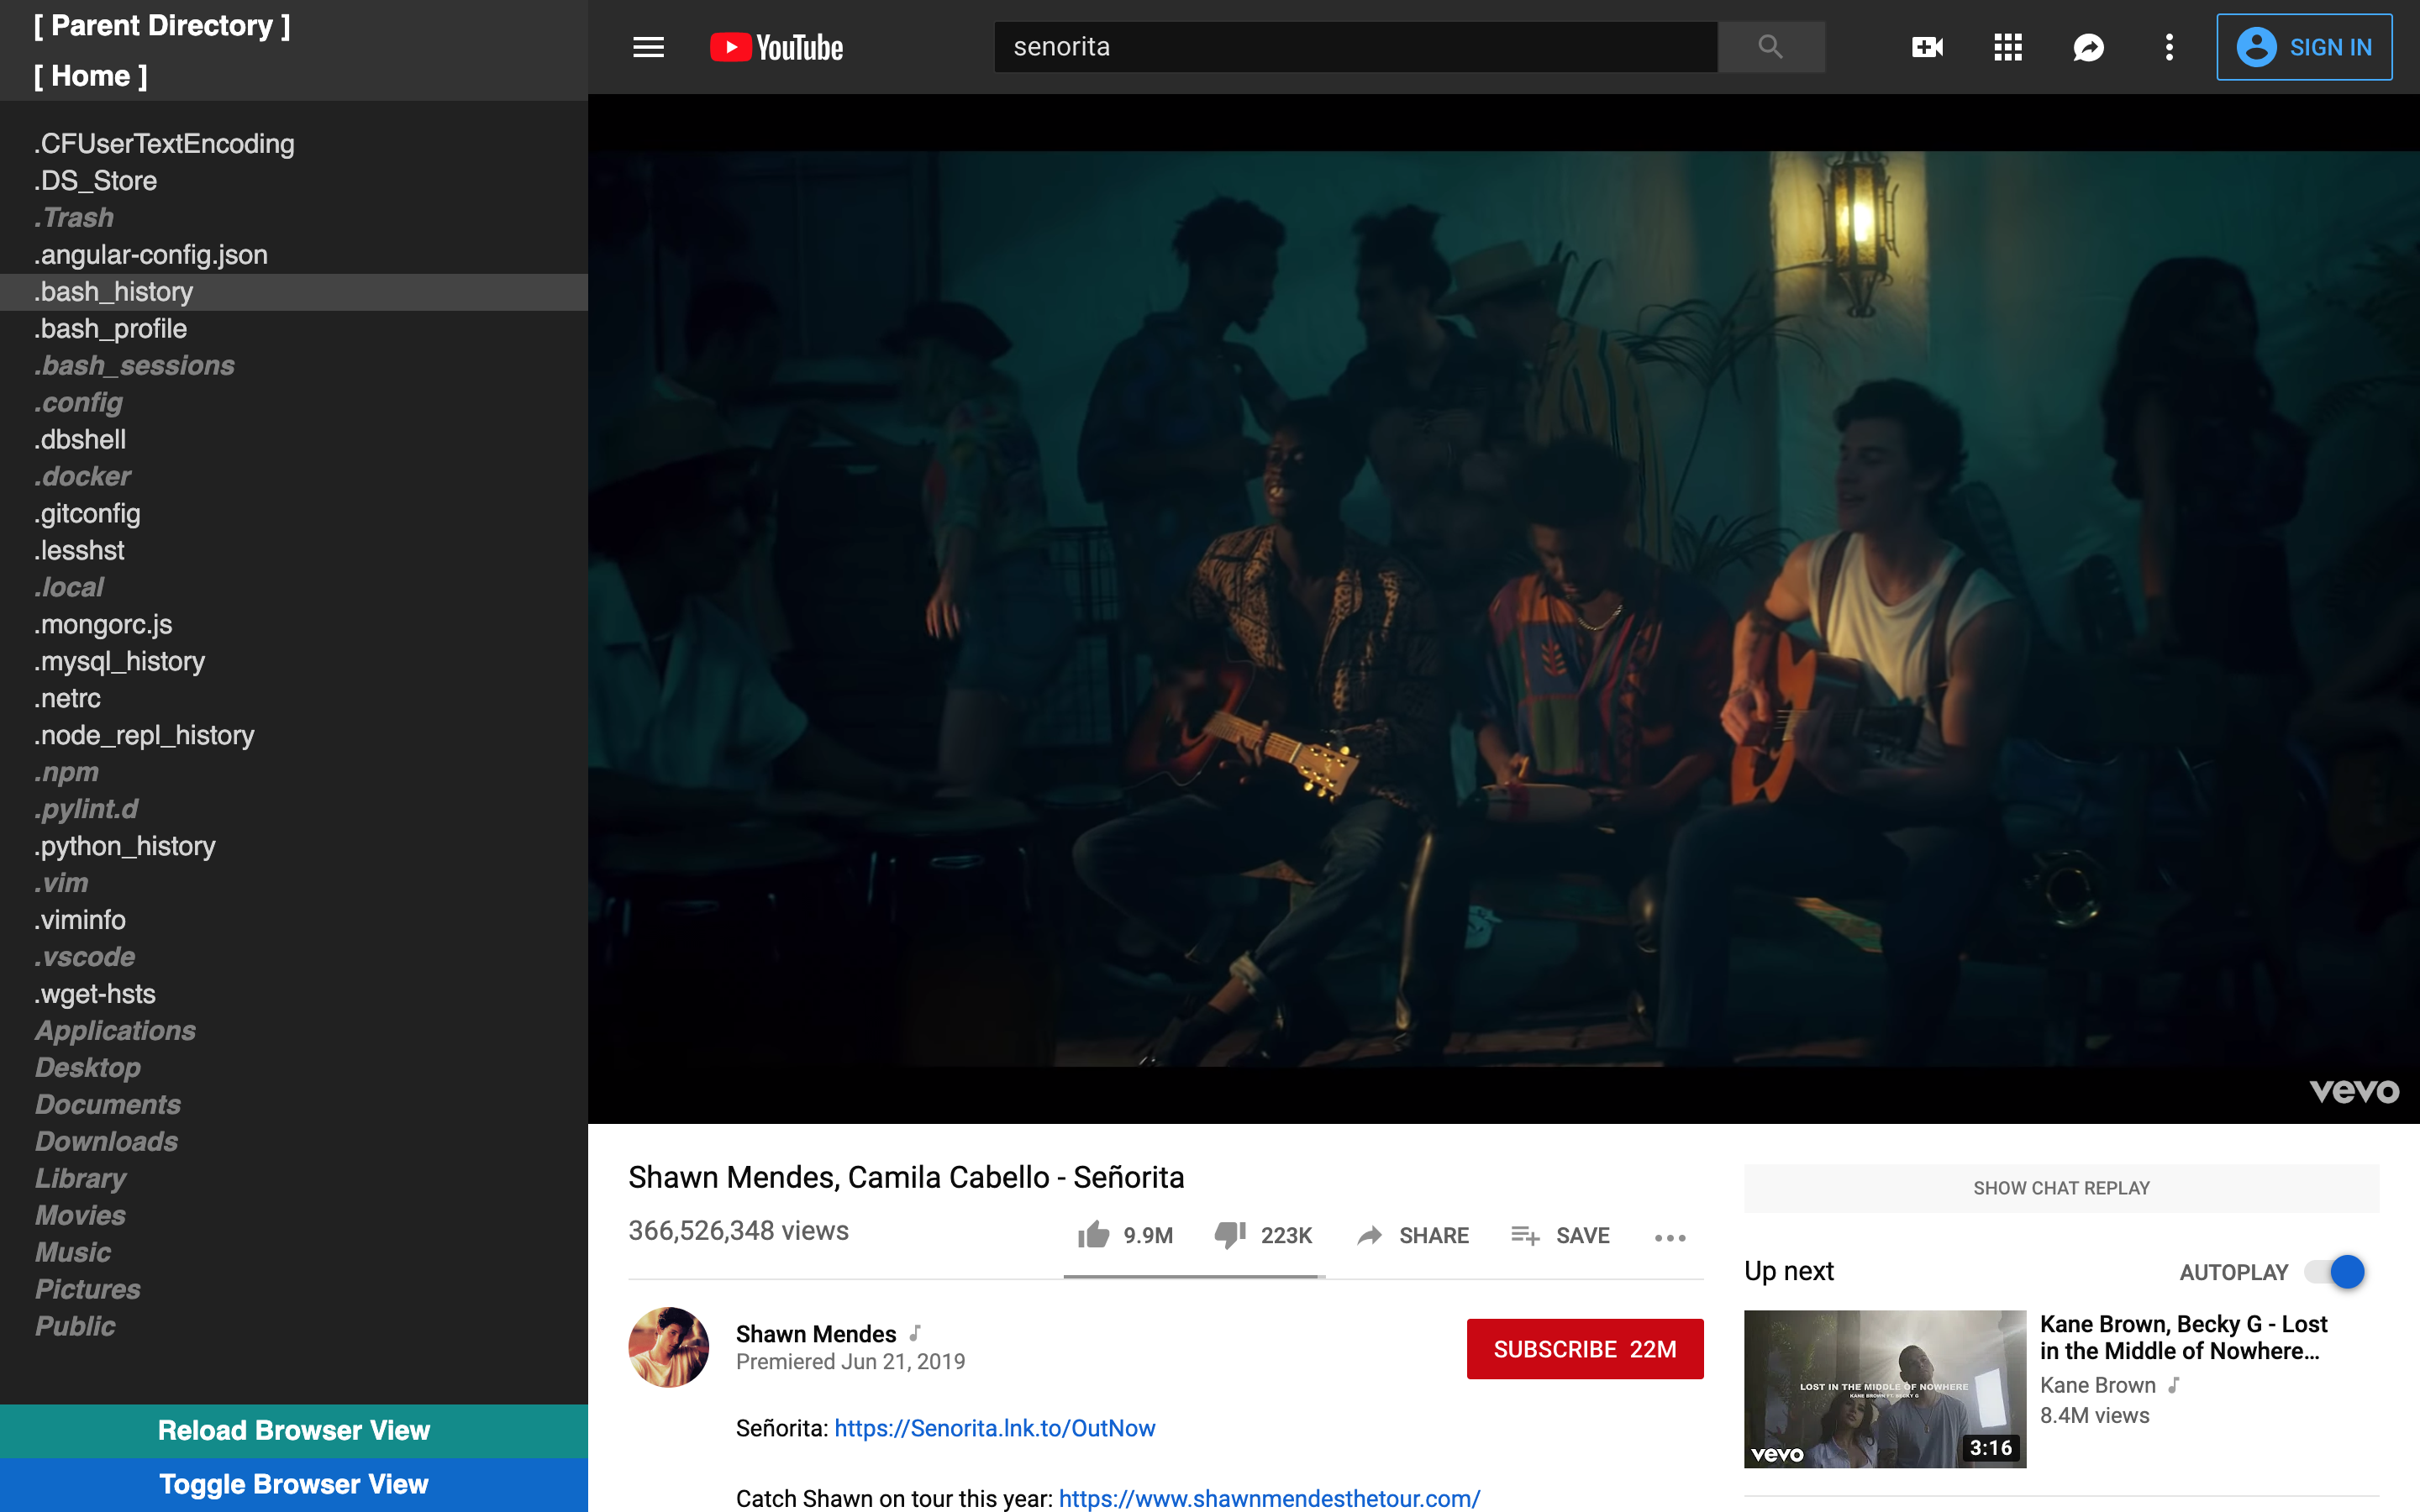 [ Parent Directory ]
[ Home ]
.CFUserTextEncoding
.DS_Store
.Trash
.angular-config.json
.bash_history
.bash_profile
.bash_sessions
.config
.dbshell
.docker
.gitconfig
.lesshst
.local
.mongorc.js
.mysql_history
.netrc
.node_repl_history
.npm
.pylint.d
.python_history
.vim
.viminfo
.vscode
.wget-hsts
Applications
Desktop
Documents
Downloads
Library
Movies
Music
Pictures
Public
Reload Browser View
Toggle Browser View
YouTube
senorita
SIGN IN
vevo
Shawn Mendes, Camila Cabello - Señorita
366,526,348 views
9.9M
223K
SHARE
SAVE
Shawn Mendes
Premiered Jun 21, 2019
SUBSCRIBE 22M
Señorita: https://Senorita.lnk.to/OutNow
Catch Shawn on tour this year: https://www.shawnmendesthetour.com/
SHOW CHAT REPLAY
Up next
AUTOPLAY
LOST IN THE MIDDLE OF NOWHERE
KANE BROWN FT. BECKY G
vevo
3:16
Kane Brown, Becky G - Lost
in the Middle of Nowhere...
Kane Brown
8.4M views